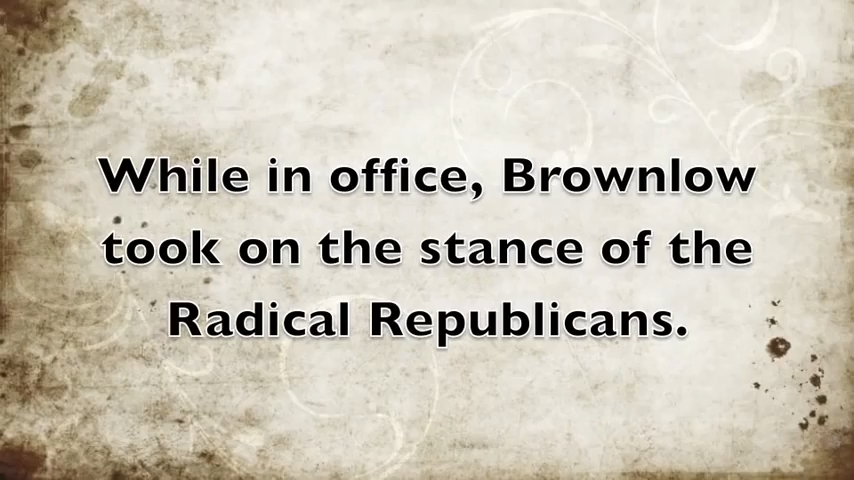 While in office, Brownlow
took on the stance of the
Radical Republicans.